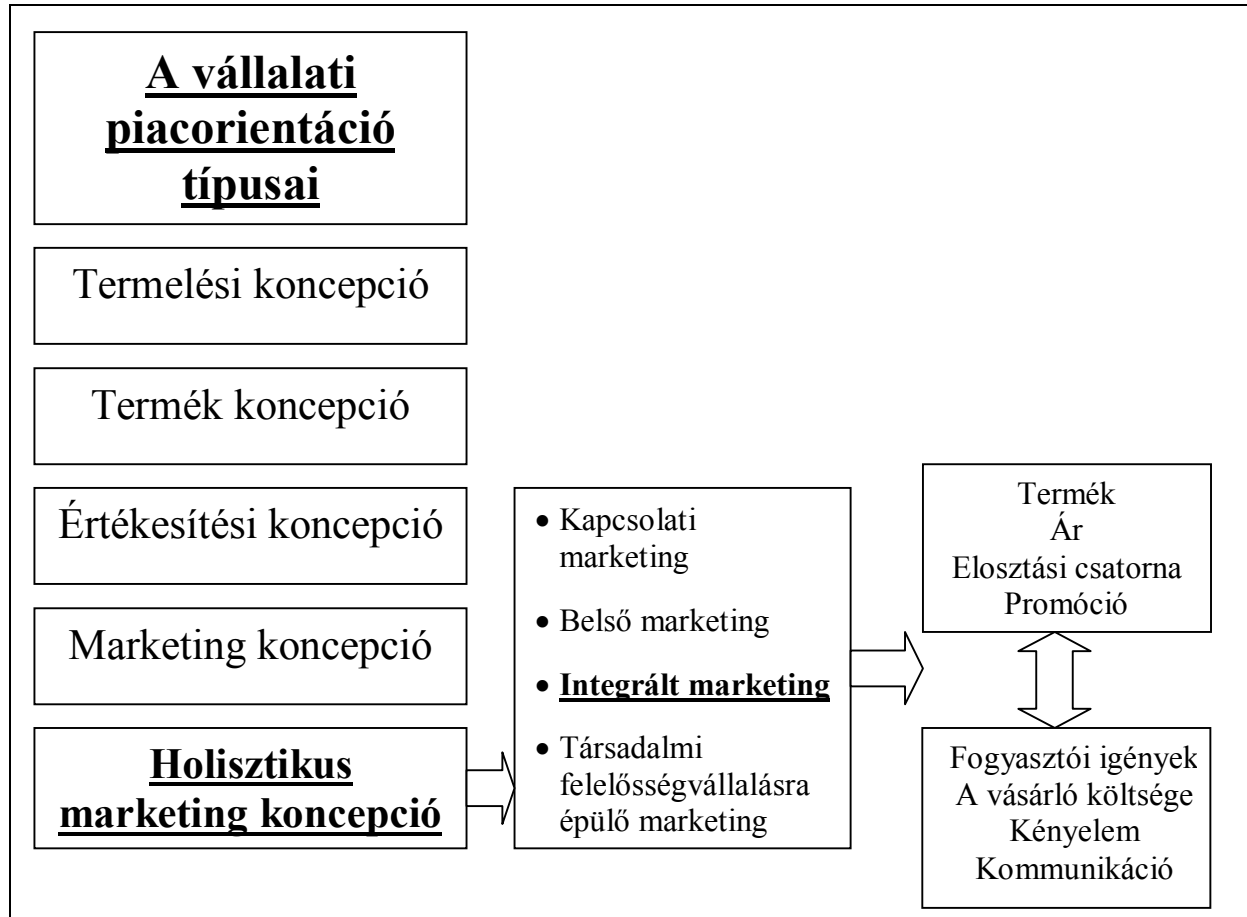 A vállalati
piacorientáció
típusai
Termelési koncepció
Termék koncepció
Értékesítési koncepció
Marketing koncepció
Holisztikus
marketing koncepció
• Kapcsolati
marketing
• Belső marketing
• Integrált marketing
• Társadalmi
felelősségvállalásra
épülő marketing
Termék
Ár
Elosztási csatorna
Promóció
Fogyasztói igények
A vásárló költsége
Kényelem
Kommunikáció